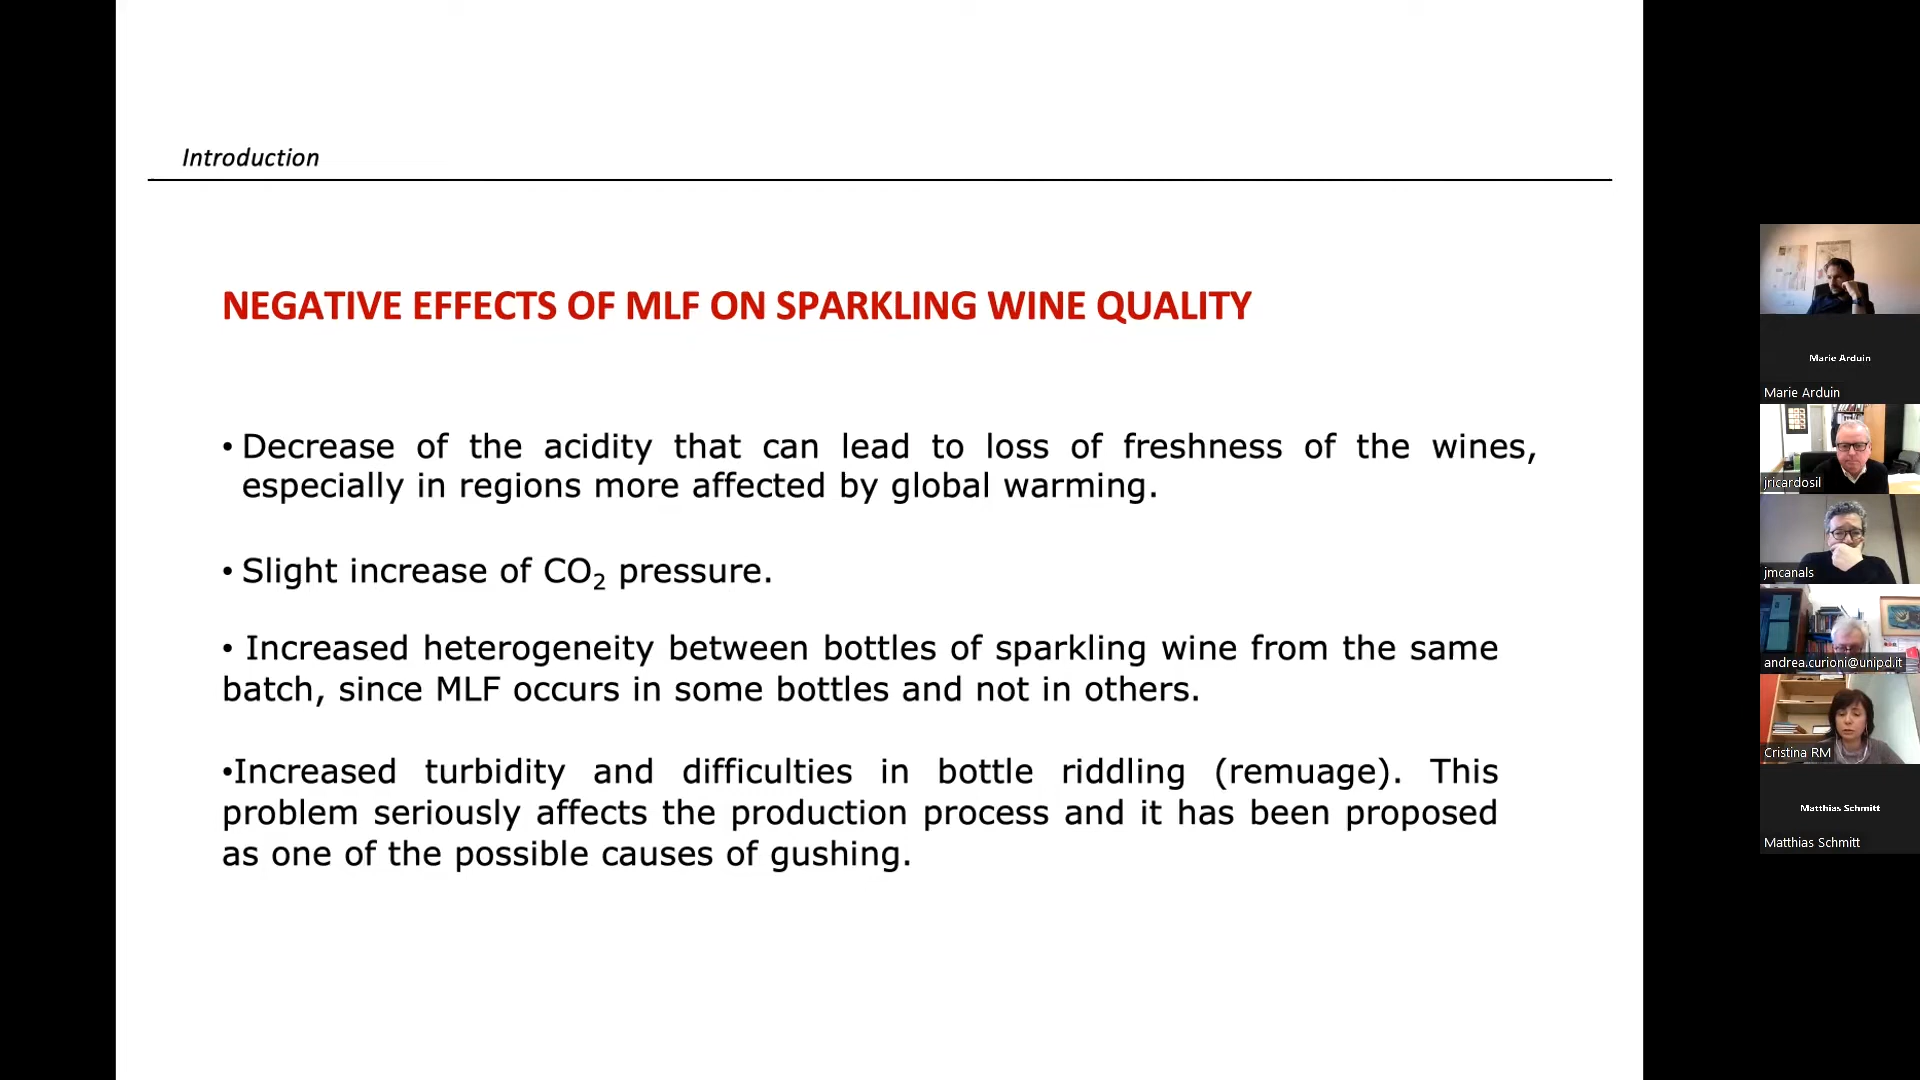 Introduction
NEGATIVE EFFECTS OF MLF ON SPARKLING WINE QUALITY
• Decrease of the acidity that can lead to loss of freshness of the wines,
especially in regions more affected by global warming.
• Slight increase of CO₂ pressure.
• Increased heterogeneity between bottles of sparkling wine from the same
batch, since MLF occurs in some bottles and not in others.
•Increased turbidity and difficulties in bottle riddling (remuage). This
problem seriously affects the production process and it has been proposed
as one of the possible causes of gushing.
Marie Arduin
Marie Arduin
jricardosil
jmcanals
andrea.curioni@unipd.it
Cristina RM
Matthias Schmitt
Matthias Schmitt